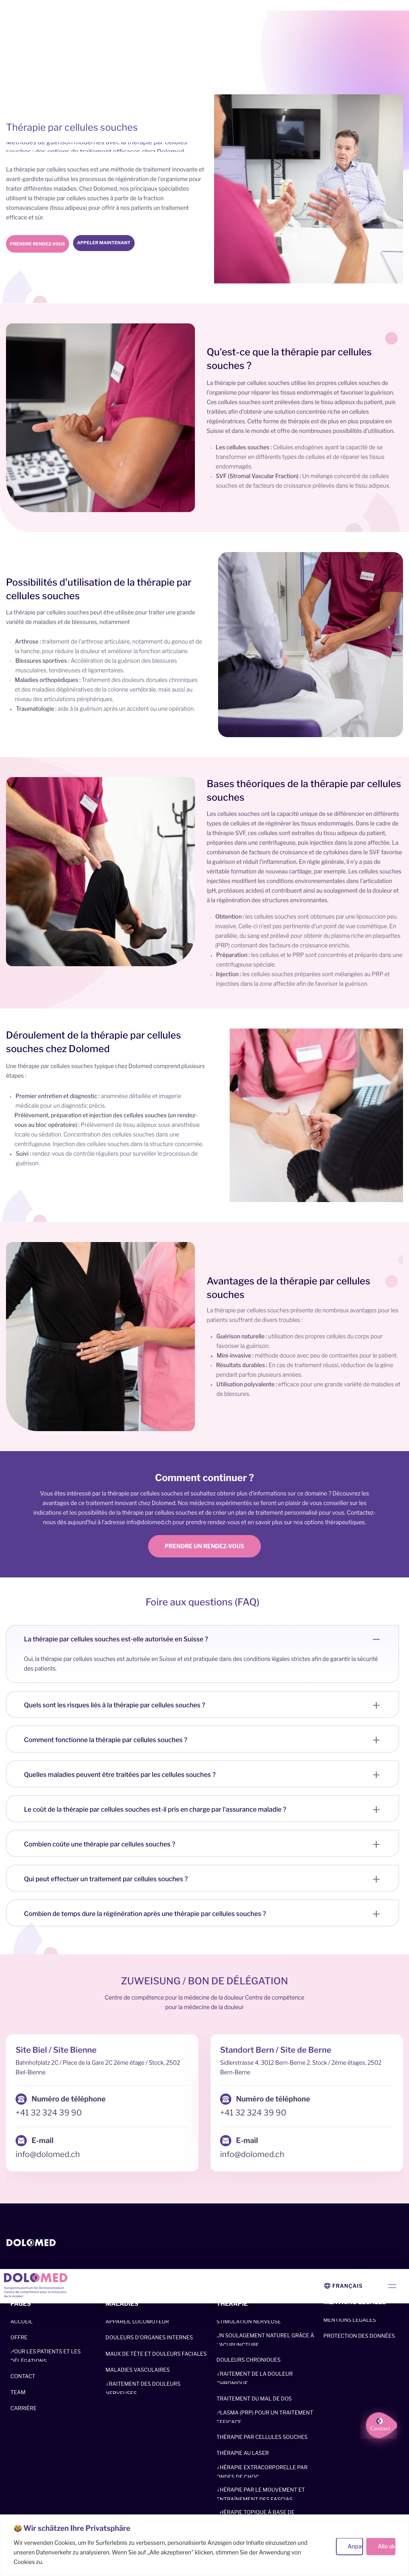 Thérapie par cellules souches
Méthodes de guérison modernes avec la thérapie par cellules
souches : des options de traitement efficaces chez Dolomed
La thérapie par cellules souches est une méthode de traitement innovante et
avant-gardiste qui utilise les processus de régénération de l'organisme pour
traiter différentes maladies. Chez Dolomed, nos principaux spécialistes
utilisent la thérapie par cellules souches à partir de la fraction
stromavasculaire (tissu adipeux) pour offrir à nos patients un traitement
efficace et sûr.
PRENDRE RENDEZ-VOUS
APPELER MAINTENANT
Qu'est-ce que la thérapie par cellules
souches ?
La thérapie par cellules souches utilise les propres cellules souches de
l'organisme pour réparer les tissus endommagés et favoriser la guérison.
Ces cellules souches sont prélevées dans le tissu adipeux du patient, puis
traitées afin d'obtenir une solution concentrée riche en cellules
régénératrices. Cette forme de thérapie est de plus en plus populaire en
Suisse et dans le monde et offre de nombreuses possibilités d'utilisation.
Les cellules souches : Cellules endogènes ayant la capacité de se
transformer en différents types de cellules et de réparer les tissus
endommagés.
SVF (Stromal Vascular Fraction) : Un mélange concentré de cellules
souches et de facteurs de croissance prélevés dans le tissu adipeux.
Possibilités d'utilisation de la thérapie par
cellules souches
La thérapie par cellules souches peut être utilisée pour traiter une grande
variété de maladies et de blessures, notamment
Arthrose : traitement de l'arthrose articulaire, notamment du genou et de
la hanche, pour réduire la douleur et améliorer la fonction articulaire.
Blessures sportives : Accélération de la guérison des blessures
musculaires, tendineuses et ligamentaires.
Maladies orthopédiques : Traitement des douleurs dorsales chroniques
et des maladies dégénératives de la colonne vertébrale, mais aussi au
niveau des articulations périphériques.
Traumatologie : aide à la guérison après un accident ou une opération.
Bases théoriques de la thérapie par cellules
souches
Les cellules souches ont la capacité unique de se différencier en différents
types de cellules et de régénérer les tissus endommagés. Dans le cadre de
la thérapie SVF, ces cellules sont extraites du tissu adipeux du patient,
préparées dans une centrifugeuse, puis injectées dans la zone affectée. La
combinaison de facteurs de croissance et de cytokines dans le SVF favorise
la guérison et réduit l'inflammation. En règle générale, il n'y a pas de
véritable formation de nouveau cartilage, par exemple. Les cellules souches
injectées modifient les conditions environnementales dans l'articulation
(pH, protéases acides) et contribuent ainsi au soulagement de la douleur et
à la régénération des structures environnantes.
Obtention : les cellules souches sont obtenues par une liposuccion peu
invasive. Celle-ci n'est pas pertinente d'un point de vue cosmétique. En
parallèle, du sang est prélevé pour obtenir du plasma riche en plaquettes
(PRP) contenant des facteurs de croissance enrichis.
Préparation : les cellules et le PRP sont concentrés et préparés dans une
centrifugeuse spéciale.
Injection : les cellules souches préparées sont mélangées au PRP et
injectées dans la zone affectée afin de favoriser la guérison.
Déroulement de la thérapie par cellules
souches chez Dolomed
Une thérapie par cellules souches typique chez Dolomed comprend plusieurs
étapes :
Premier entretien et diagnostic : anamnèse détaillée et imagerie
médicale pour un diagnostic précis.
Prélèvement, préparation et injection des cellules souches (un rendez-
vous au bloc opératoire) : Prélèvement de tissu adipeux sous anesthésie
locale ou sédation. Concentration des cellules souches dans une
centrifugeuse. Injection des cellules souches dans la structure concernée.
Suivi : rendez-vous de contrôle réguliers pour surveiller le processus de
guérison.
Avantages de la thérapie par cellules
souches
La thérapie par cellules souches présente de nombreux avantages pour les
patients souffrant de divers troubles :
Guérison naturelle : utilisation des propres cellules du corps pour
favoriser la guérison.
Mini-invasive : méthode douce avec peu de contraintes pour le patient.
Résultats durables : En cas de traitement réussi, réduction de la gêne
pendant parfois plusieurs années.
Utilisation polyvalente : efficace pour une grande variété de maladies et
de blessures.
Comment continuer ?
Vous êtes intéressé par la thérapie par cellules souches et souhaitez obtenir plus d'informations sur ce domaine ? Découvrez les
avantages de ce traitement innovant chez Dolomed. Nos médecins expérimentés se feront un plaisir de vous conseiller sur les
indications et les possibilités de la thérapie par cellules souches et de créer un plan de traitement personnalisé pour vous. Contactez-
nous dès aujourd'hui à l'adresse info@dolomed.ch pour prendre rendez-vous et en savoir plus sur nos options thérapeutiques.
PRENDRE UN RENDEZ-VOUS
Foire aux questions (FAQ)
La thérapie par cellules souches est-elle autorisée en Suisse ?
Oui, la thérapie par cellules souches est autorisée en Suisse et est pratiquée dans des conditions légales strictes afin de garantir la sécurité
des patients.
Quels sont les risques liés à la thérapie par cellules souches ?
Comment fonctionne la thérapie par cellules souches ?
Quelles maladies peuvent être traitées par les cellules souches ?
Le coût de la thérapie par cellules souches est-il pris en charge par l'assurance maladie ?
Combien coûte une thérapie par cellules souches ?
Qui peut effectuer un traitement par cellules souches ?
Combien de temps dure la régénération après une thérapie par cellules souches ?
ZUWEISUNG / BON DE DÉLÉGATION
Centre de compétence pour la médecine de la douleur Centre de compétence
pour la médecine de la douleur
Site Biel / Site Bienne
Bahnhofplatz 2C / Place de la Gare 2C 2ème étage / Stock, 2502
Biel-Bienne
Numéro de téléphone
+41 32 324 39 90
E-mail
info@dolomed.ch
Standort Bern / Site de Berne
Sidlerstrasse 4, 3012 Bern-Berne 2. Stock / 2ème étages, 2502
Bern-Berne
Numéro de téléphone
+41 32 324 39 90
E-mail
info@dolomed.ch
DOLOMED
DOLOMED
Kompetenzzentrum für Schmerzmedizin
Centre de compétence pour la médecine
de la douleur
FRANÇAIS
PAGES
ACCUEIL
OFFRE
POUR LES PATIENTS ET LES
DÉLÉGATIONS
CONTACT
TEAM
CARRIÈRE
MALADIES
APPAREIL LOCOMOTEUR
DOULEURS D'ORGANES INTERNES
MAUX DE TÊTE ET DOULEURS FACIALES
MALADIES VASCULAIRES
TRAITEMENT DES DOULEURS
NERVEUSES
THÉRAPIE
STIMULATION NERVEUSE
UN SOULAGEMENT NATUREL GRÂCE À
L'ACUPUNCTURE
DOULEURS CHRONIQUES
TRAITEMENT DE LA DOULEUR
CHRONIQUE
TRAITEMENT DU MAL DE DOS
PLASMA (PRP) POUR UN TRAITEMENT
EFFICACE
THÉRAPIE PAR CELLULES SOUCHES
THÉRAPIE AU LASER
THÉRAPIE EXTRACORPORELLE PAR
ONDES DE CHOC
THÉRAPIE PAR LE MOUVEMENT ET
ENTRAÎNEMENT DES FASCIAS
THÉRAPIE TOPIQUE À BASE DE
MENTIONS LÉGALES
MENTIONS LÉGALES
PROTECTION DES DONNÉES
Contact
🍪 Wir schätzen Ihre Privatsphäre
Wir verwenden Cookies, um Ihr Surferlebnis zu verbessern, personalisierte Anzeigen oder Inhalte einzusetzen und
unseren Datenverkehr zu analysieren. Wenn Sie auf „Alle akzeptieren" klicken, stimmen Sie der Anwendung von
Cookies zu.
Anpa
Alle ak